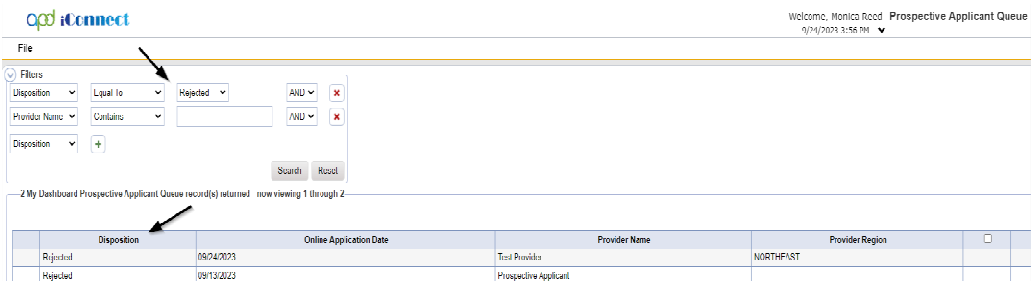 apd iConnect
Welcome, Monica Reed Prospective Applicant Queue
9/24/2023 3:56 PM
File
Filters
Disposition Equal To Rejected AND
Provider Name Contains AND
Disposition
Search Reset
2 My Dashboard Prospective Applicant Queue record(s) returned now viewing 1 through 2
Disposition Online Application Date Provider Name Provider Region
Rejected 09/24/2023 Test Provider NORTHEAST
Rejected 09/13/2023 Prospective Applicant